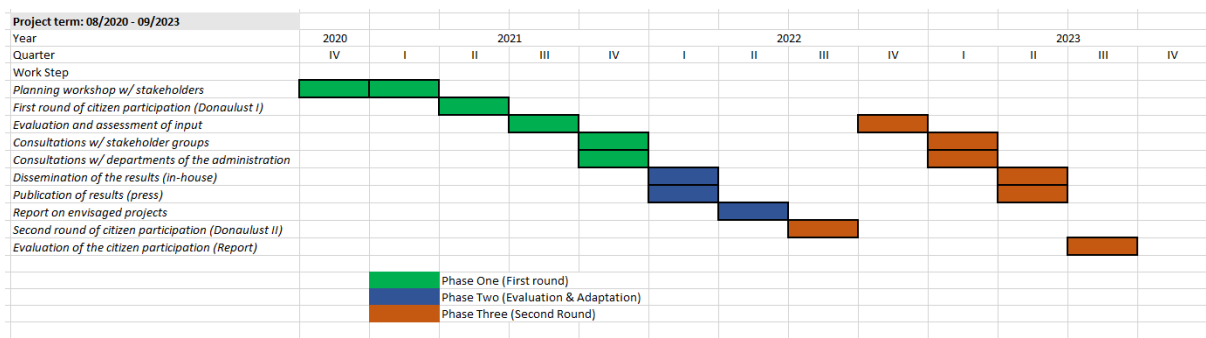 Project term: 08/2020 - 09/2023
Year 2020 2021 2022 2023
Quarter IV I II III IV I II III IV I II III IV
Work Step
Planning workshop w/ stakeholders
First round of citizen participation (Donaulust I)
Evaluation and assessment of input
Consultations w/ stakeholder groups
Consultations w/ departments of the administration
Dissemination of the results (in-house)
Publication of results (press)
Report on envisaged projects
Second round of citizen participation (Donaulust II)
Evaluation of the citizen participation (Report)
Phase One (First round)
Phase Two (Evaluation & Adaptation)
Phase Three (Second Round)